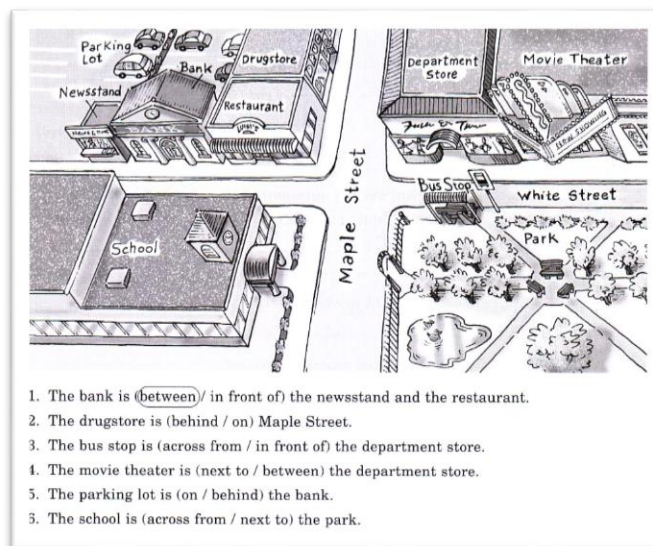 Parking
Lot
Bank
Drugstore
Newsstand
Restaurant
BANK
Department
Store
Movie Theater
NOW SHOWING
Maple Street
Bus Stop
White Street
School
Park
1. The bank is (between / in front of) the newsstand and the restaurant.
2. The drugstore is (behind / on) Maple Street.
3. The bus stop is (across from / in front of) the department store.
4. The movie theater is (next to / between) the department store.
5. The parking lot is (on / behind) the bank.
6. The school is (across from / next to) the park.